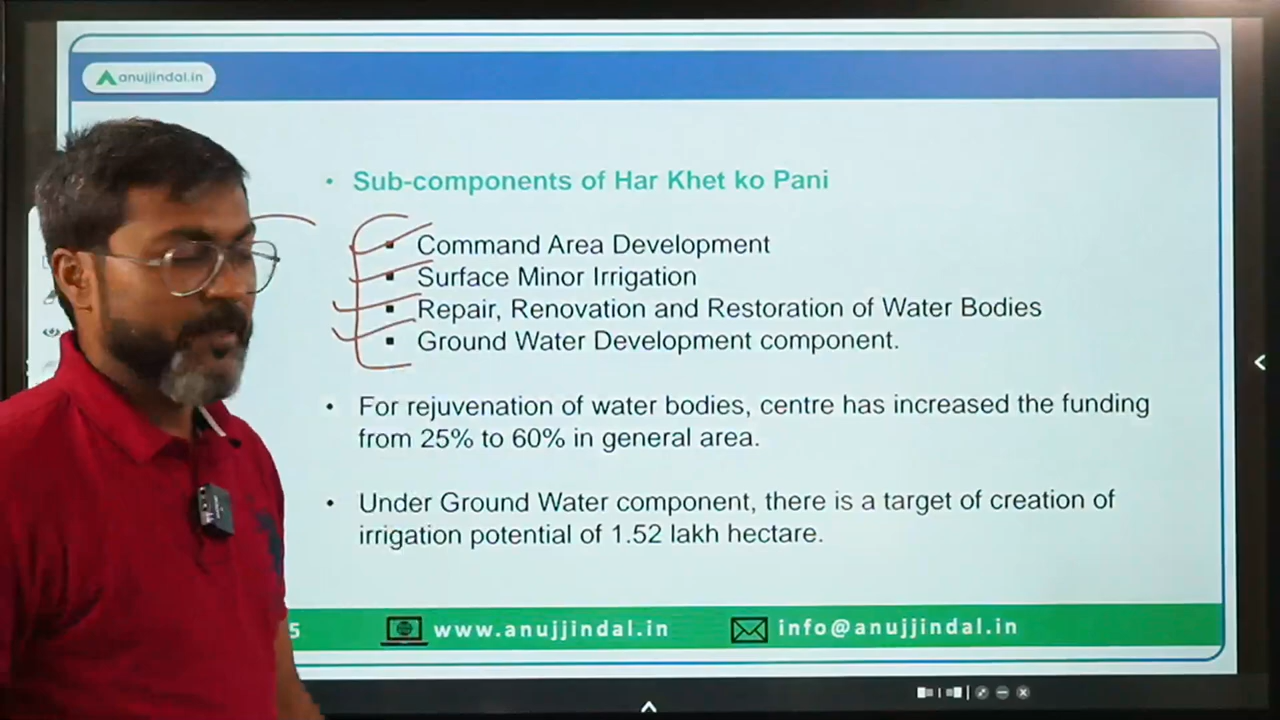 anujjindal.in
• Sub-components of Har Khet ko Pani
▪ Command Area Development
▪ Surface Minor Irrigation
▪ Repair, Renovation and Restoration of Water Bodies
▪ Ground Water Development component.
• For rejuvenation of water bodies, centre has increased the funding
from 25% to 60% in general area.
• Under Ground Water component, there is a target of creation of
irrigation potential of 1.52 lakh hectare.
5 www.anujjindal.in info@anujjindal.in